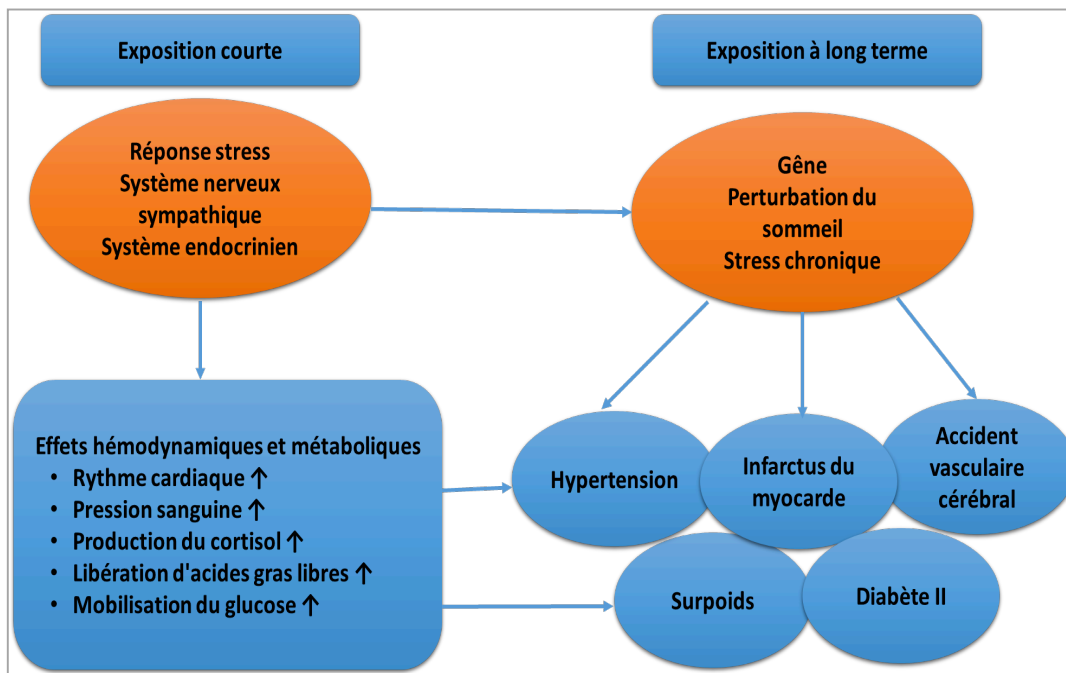 Exposition courte
Exposition à long terme
Réponse stress
Système nerveux
sympathique
Système endocrinien
Gêne
Perturbation du
sommeil
Stress chronique
Effets hémodynamiques et métaboliques
• Rythme cardiaque ↑
• Pression sanguine ↑
• Production du cortisol ↑
• Libération d'acides gras libres ↑
• Mobilisation du glucose ↑
Hypertension
Infarctus du
myocarde
Accident
vasculaire
cérébral
Surpoids
Diabète II